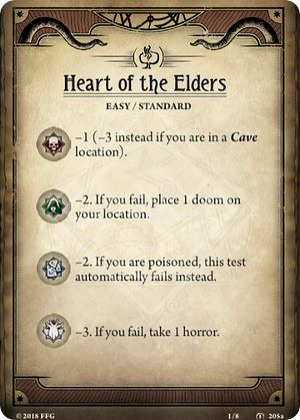 Heart of the Elders
EASY / STANDARD
–1 (–3 instead if you are in a Cave
location).
–2. If you fail, place 1 doom on
your location.
–2. If you are poisoned, this test
automatically fails instead.
–3. If you fail, take 1 horror.
© 2018 FFG
1/8
205a